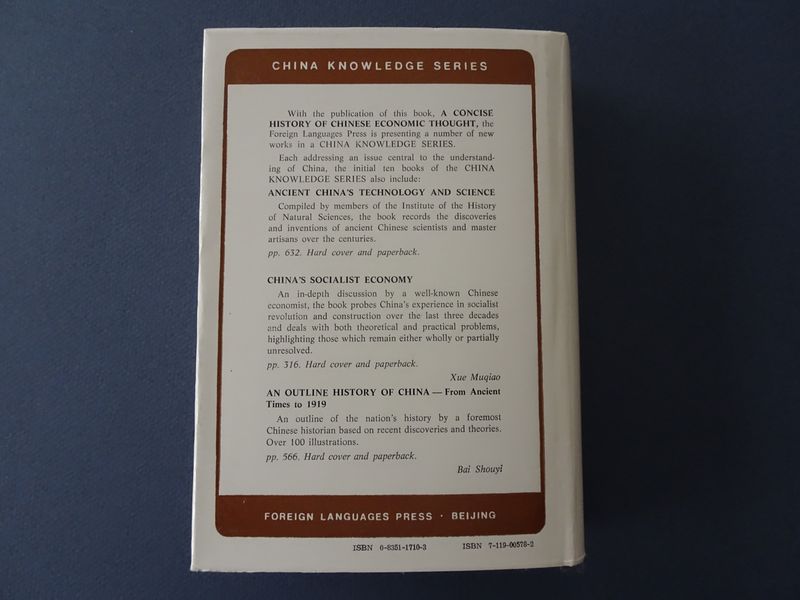 CHINA KNOWLEDGE SERIES
With the publication of this book, A CONCISE
HISTORY OF CHINESE ECONOMIC THOUGHT, the
Foreign Languages Press is presenting a number of new
works in a CHINA KNOWLEDGE SERIES.
Each addressing an issue central to the understand-
ing of China, the initial ten books of the CHINA
KNOWLEDGE SERIES also include:
ANCIENT CHINA'S TECHNOLOGY AND SCIENCE
Compiled by members of the Institute of the History
of Natural Sciences, the book records the discoveries
and inventions of ancient Chinese scientists and master
artisans over the centuries.
pp. 632. Hard cover and paperback.
CHINA'S SOCIALIST ECONOMY
An in-depth discussion by a well-known Chinese
economist, the book probes China's experience in socialist
revolution and construction over the last three decades
and deals with both theoretical and practical problems,
highlighting those which remain either wholly or partially
unresolved.
pp. 316. Hard cover and paperback.
Xue Muqiao
AN OUTLINE HISTORY OF CHINA — From Ancient
Times to 1919
An outline of the nation's history by a foremost
Chinese historian based on recent discoveries and theories.
Over 100 illustrations.
pp. 566. Hard cover and paperback.
Bai Shouyi
FOREIGN LANGUAGES PRESS · BEIJING
ISBN 0-8351-1710-3 ISBN 7-119-00578-2